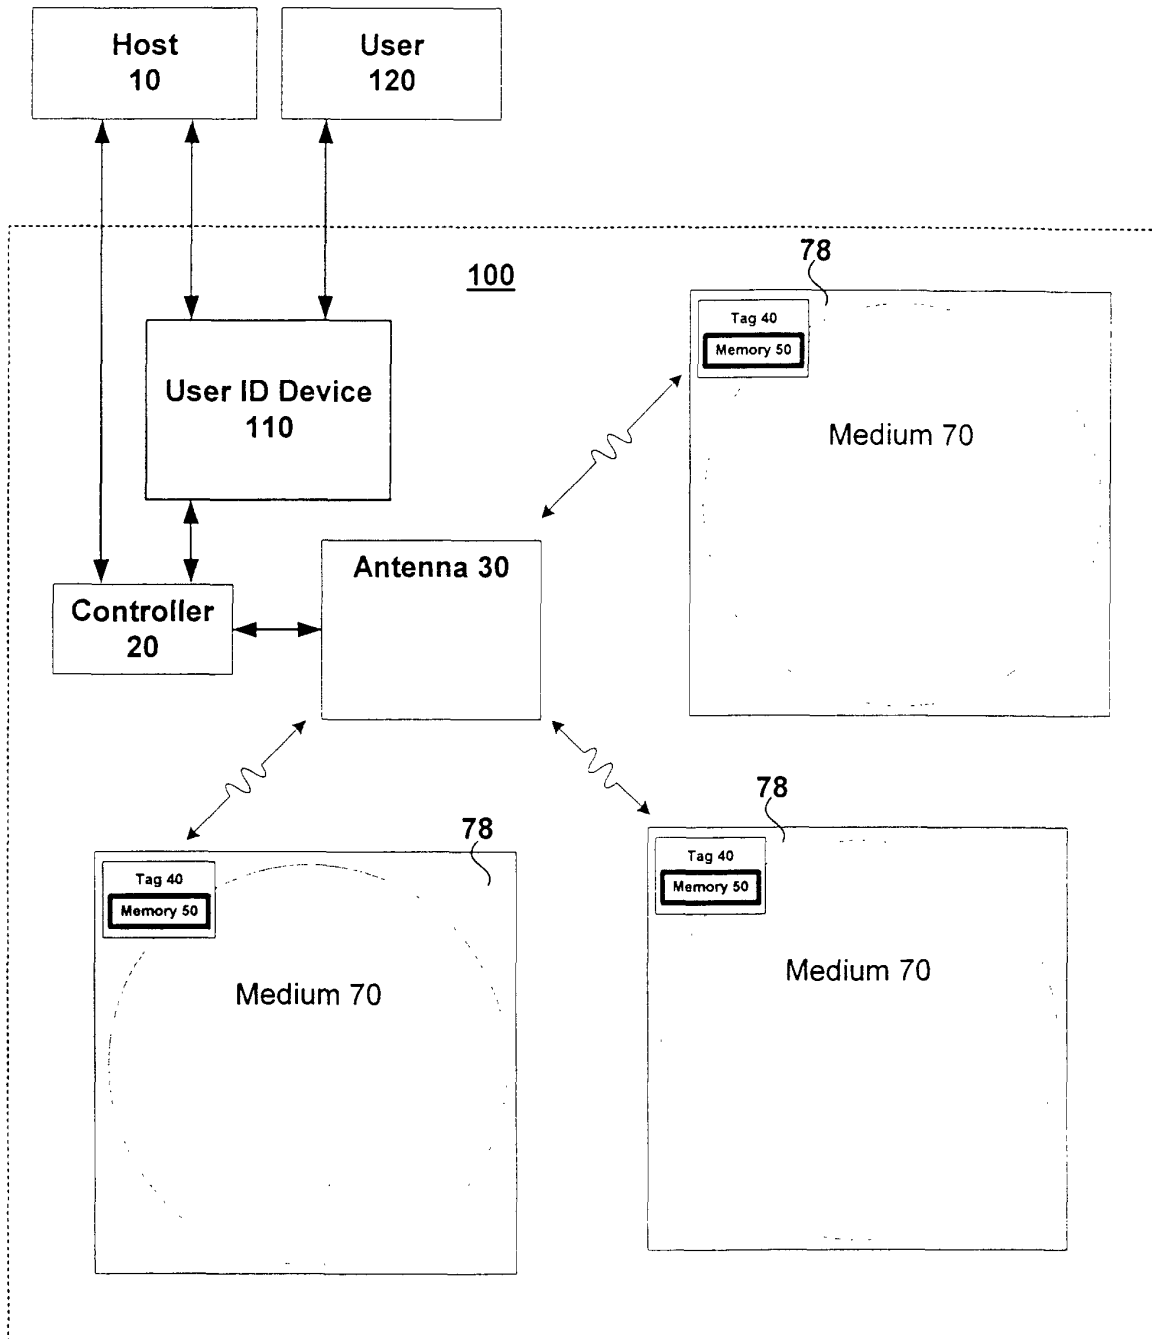 Host
10
User
120
100
78
Tag 40
Memory 50
Medium 70
User ID Device
110
Antenna 30
Controller
20
78
Tag 40
Memory 50
Medium 70
78
Tag 40
Memory 50
Medium 70